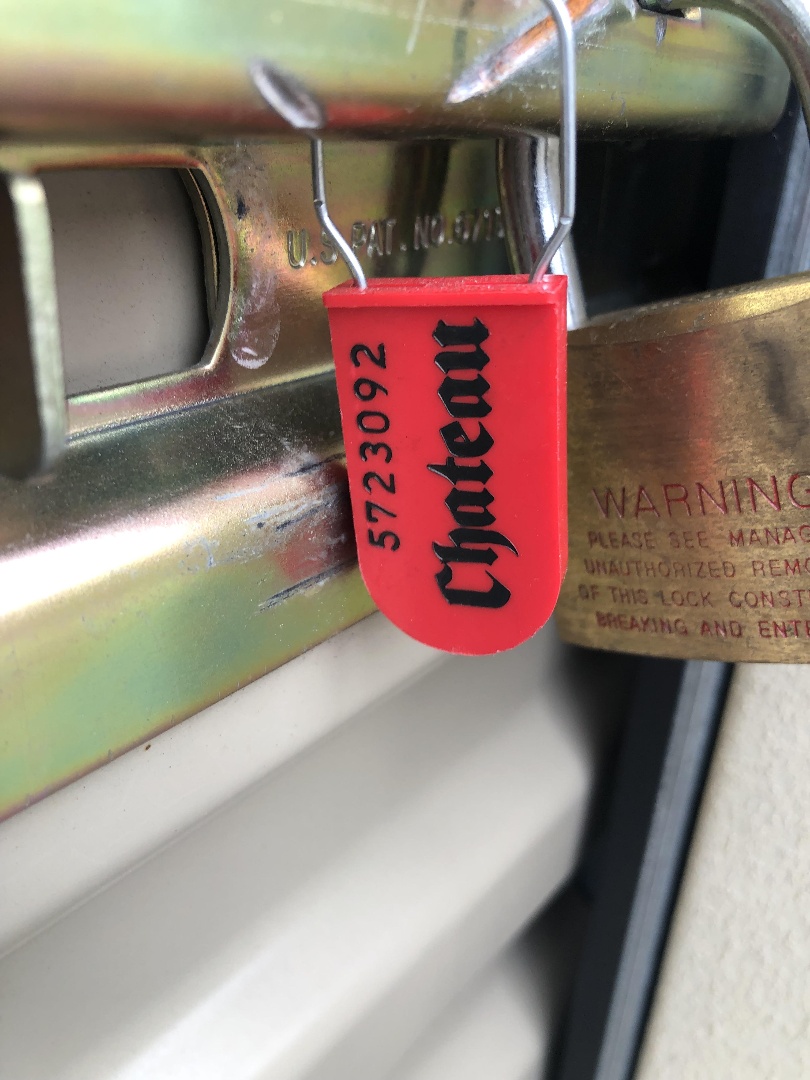 U.S. PAT. NO.
5723092
Chateau
WARNING
PLEASE SEE
UNAUTHORIZED
OF THIS LOCK
BREAKING AND